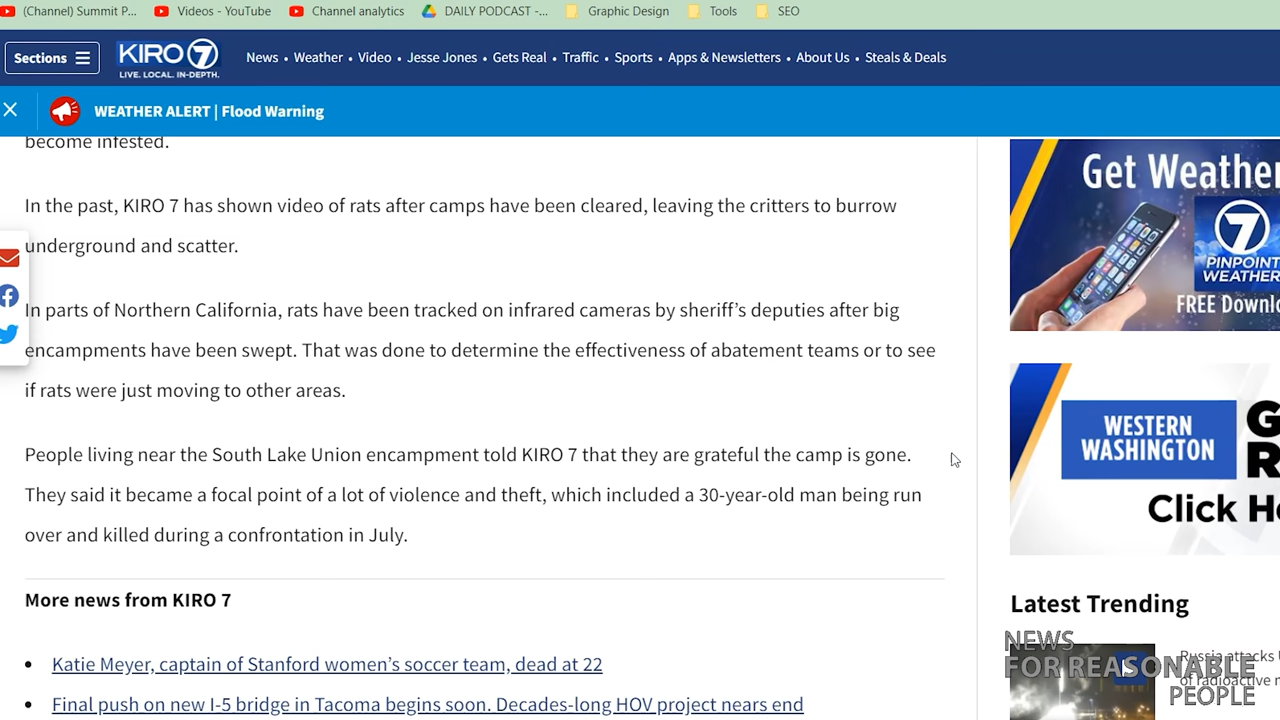 (Channel) Summit P...
Videos - YouTube
Channel analytics
DAILY PODCAST -...
Graphic Design
Tools
SEO
Sections
KIRO 7
LIVE. LOCAL. IN-DEPTH.
News • Weather • Video • Jesse Jones • Gets Real • Traffic • Sports • Apps & Newsletters • About Us • Steals & Deals
WEATHER ALERT | Flood Warning
become infested.
In the past, KIRO 7 has shown video of rats after camps have been cleared, leaving the critters to burrow
underground and scatter.
In parts of Northern California, rats have been tracked on infrared cameras by sheriff’s deputies after big
encampments have been swept. That was done to determine the effectiveness of abatement teams or to see
if rats were just moving to other areas.
People living near the South Lake Union encampment told KIRO 7 that they are grateful the camp is gone.
They said it became a focal point of a lot of violence and theft, which included a 30-year-old man being run
over and killed during a confrontation in July.
More news from KIRO 7
• Katie Meyer, captain of Stanford women’s soccer team, dead at 22
• Final push on new I-5 bridge in Tacoma begins soon. Decades-long HOV project nears end
Get Weather
7
PINPOINT
WEATHER
FREE Downlo
WESTERN
WASHINGTON
G
R
Click He
Latest Trending
Russia attacks U
of radioactive m
NEWS
FOR REASONABLE
PEOPLE